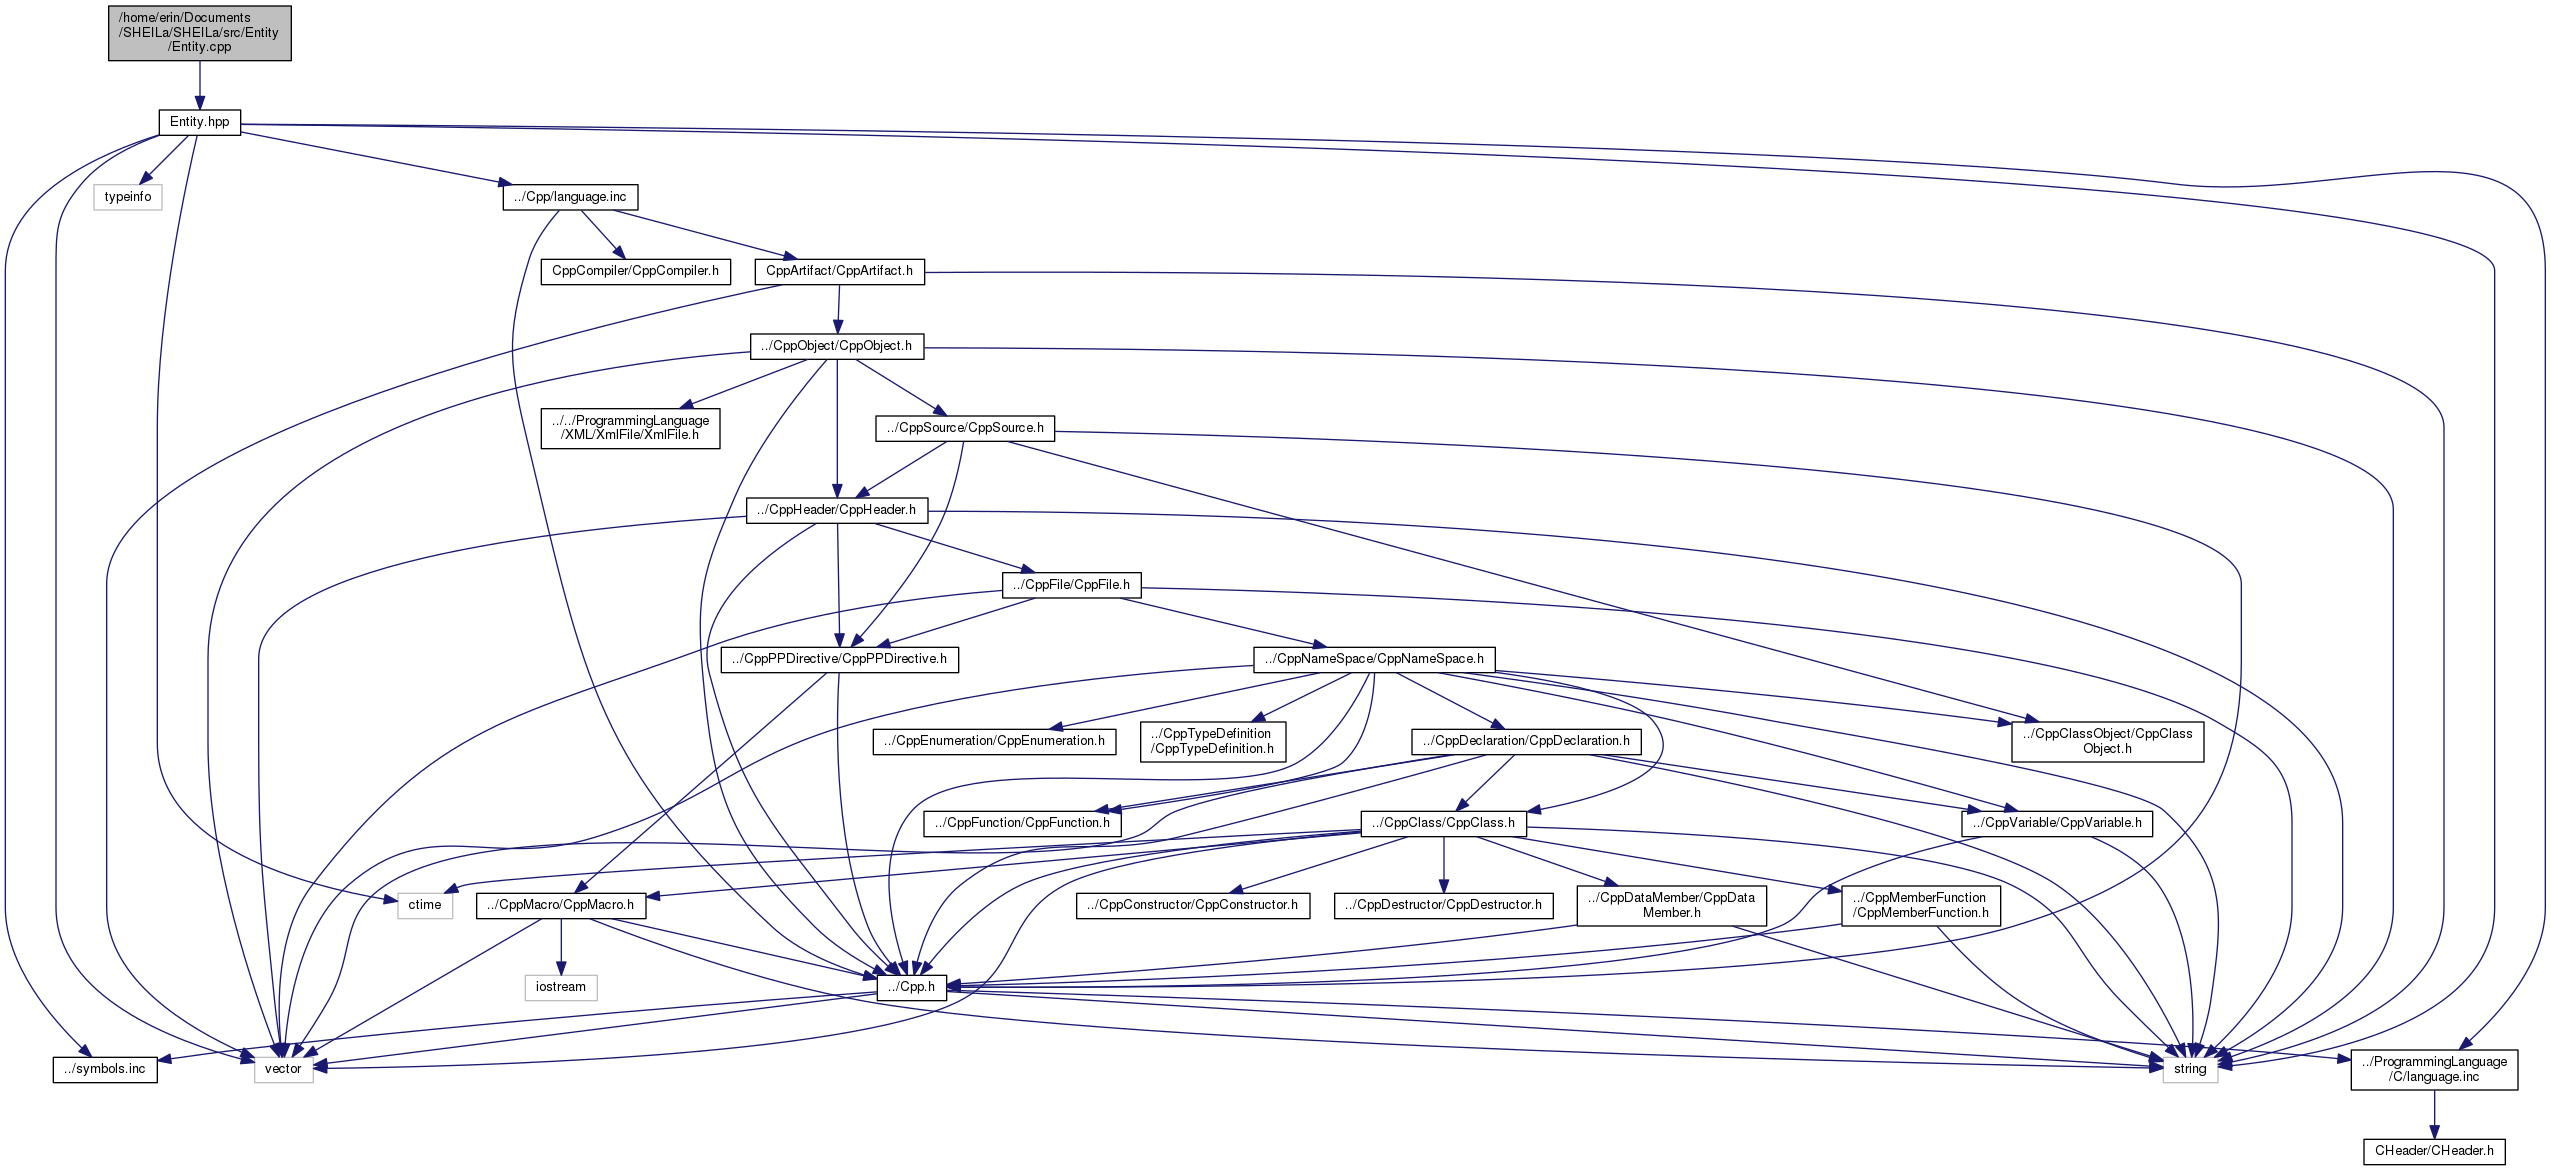 /home/erin/Documents
/SHEILa/SHEILa/src/Entity
/Entity.cpp
Entity.hpp
typeinfo
../Cpp/language.inc
CppCompiler/CppCompiler.h
CppArtifact/CppArtifact.h
../CppObject/CppObject.h
../../ProgrammingLanguage
/XML/XmlFile/XmlFile.h
../CppSource/CppSource.h
../CppHeader/CppHeader.h
../CppFile/CppFile.h
../CppPPDirective/CppPPDirective.h
../CppNameSpace/CppNameSpace.h
../CppEnumeration/CppEnumeration.h
../CppTypeDefinition
/CppTypeDefinition.h
../CppDeclaration/CppDeclaration.h
../CppClassObject/CppClass
Object.h
../CppFunction/CppFunction.h
../CppClass/CppClass.h
../CppVariable/CppVariable.h
ctime
../CppMacro/CppMacro.h
../CppConstructor/CppConstructor.h
../CppDestructor/CppDestructor.h
../CppDataMember/CppData
Member.h
../CppMemberFunction
/CppMemberFunction.h
iostream
../Cpp.h
../symbols.inc
vector
string
../ProgrammingLanguage
/C/language.inc
CHeader/CHeader.h